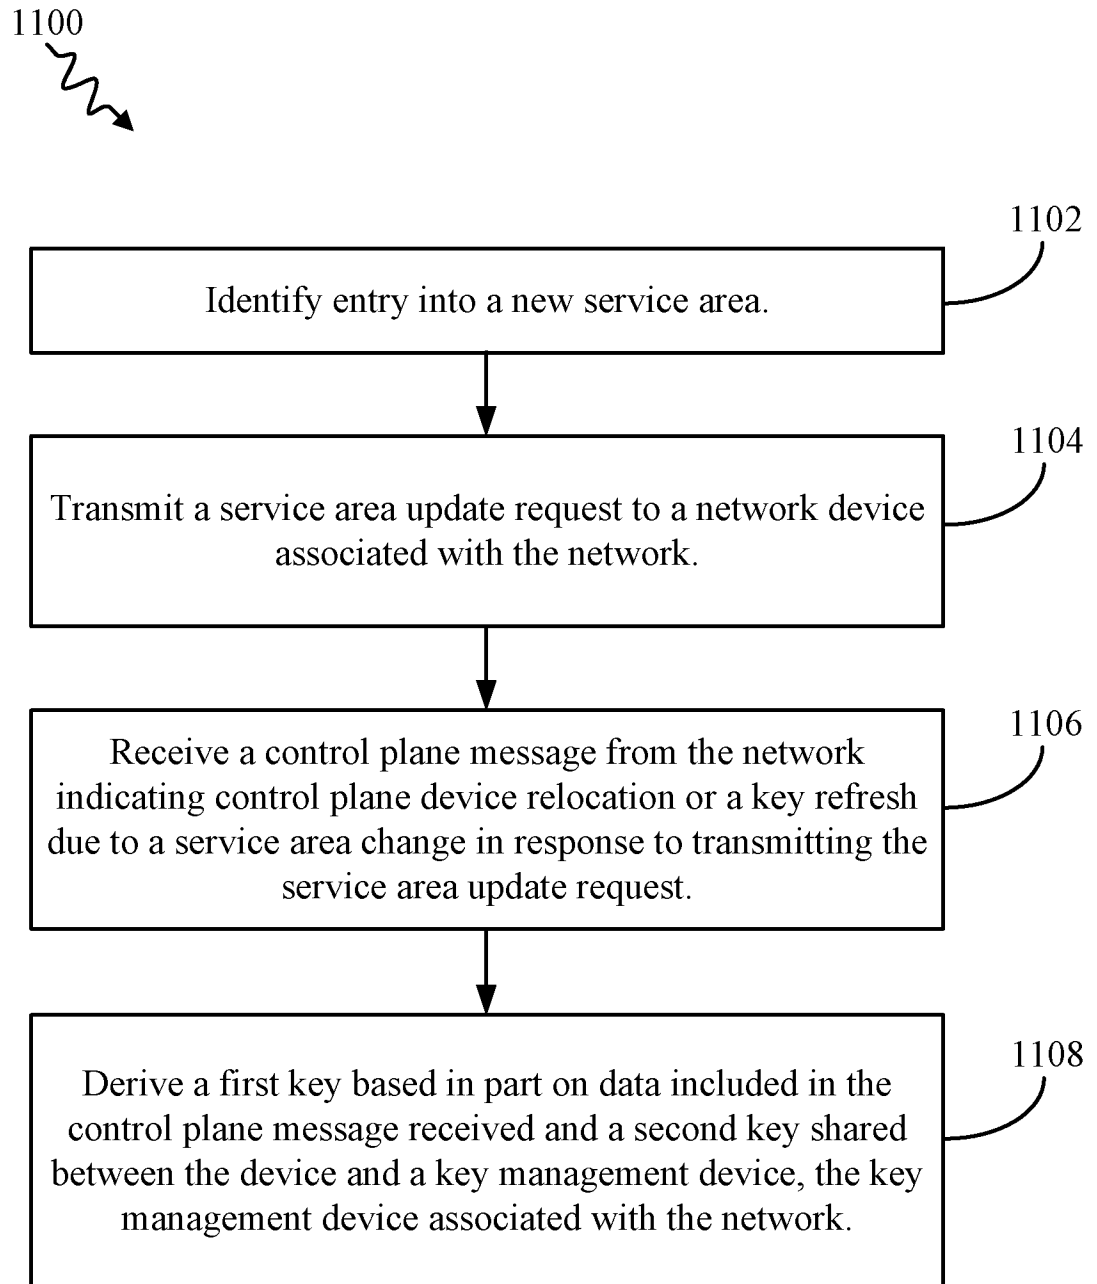 1100
1102
Identify entry into a new service area.
1104
Transmit a service area update request to a network device
associated with the network.
1106
Receive a control plane message from the network
indicating control plane device relocation or a key refresh
due to a service area change in response to transmitting the
service area update request.
1108
Derive a first key based in part on data included in the
control plane message received and a second key shared
between the device and a key management device, the key
management device associated with the network.